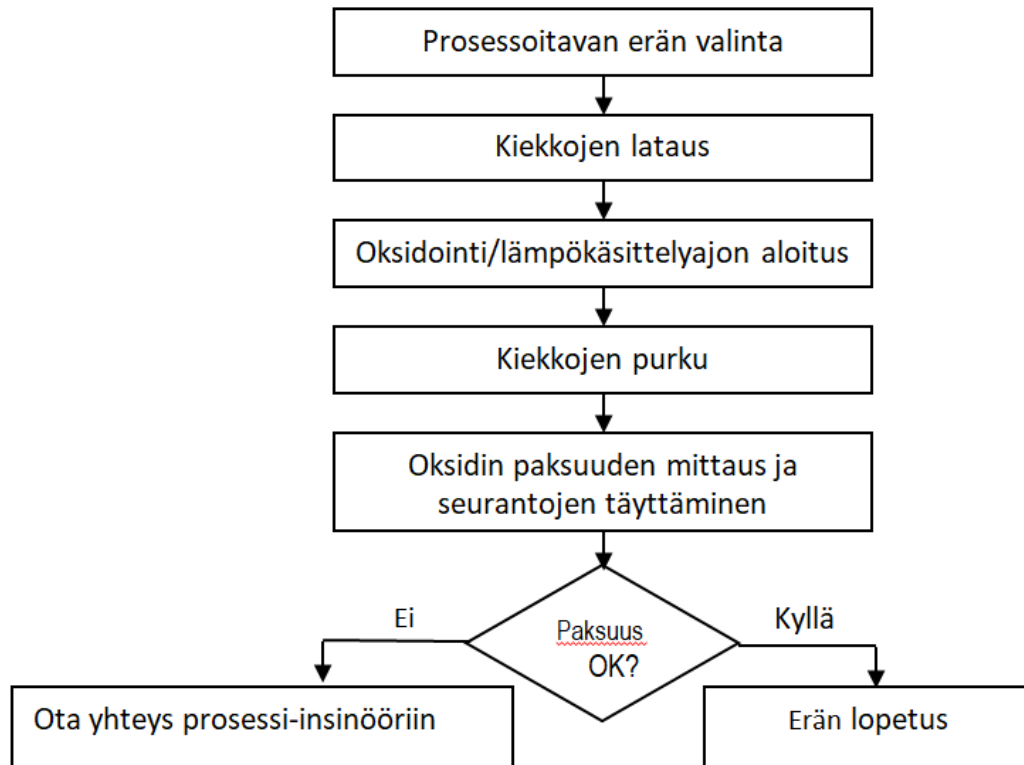 Prosessoitavan erän valinta
Kiekkojen lataus
Oksidointi/lämpökäsittelyajon aloitus
Kiekkojen purku
Oksidin paksuuden mittaus ja
seurantojen täyttäminen
Ei
Kyllä
Paksuus
OK?
Ota yhteys prosessi-insinööriin
Erän lopetus